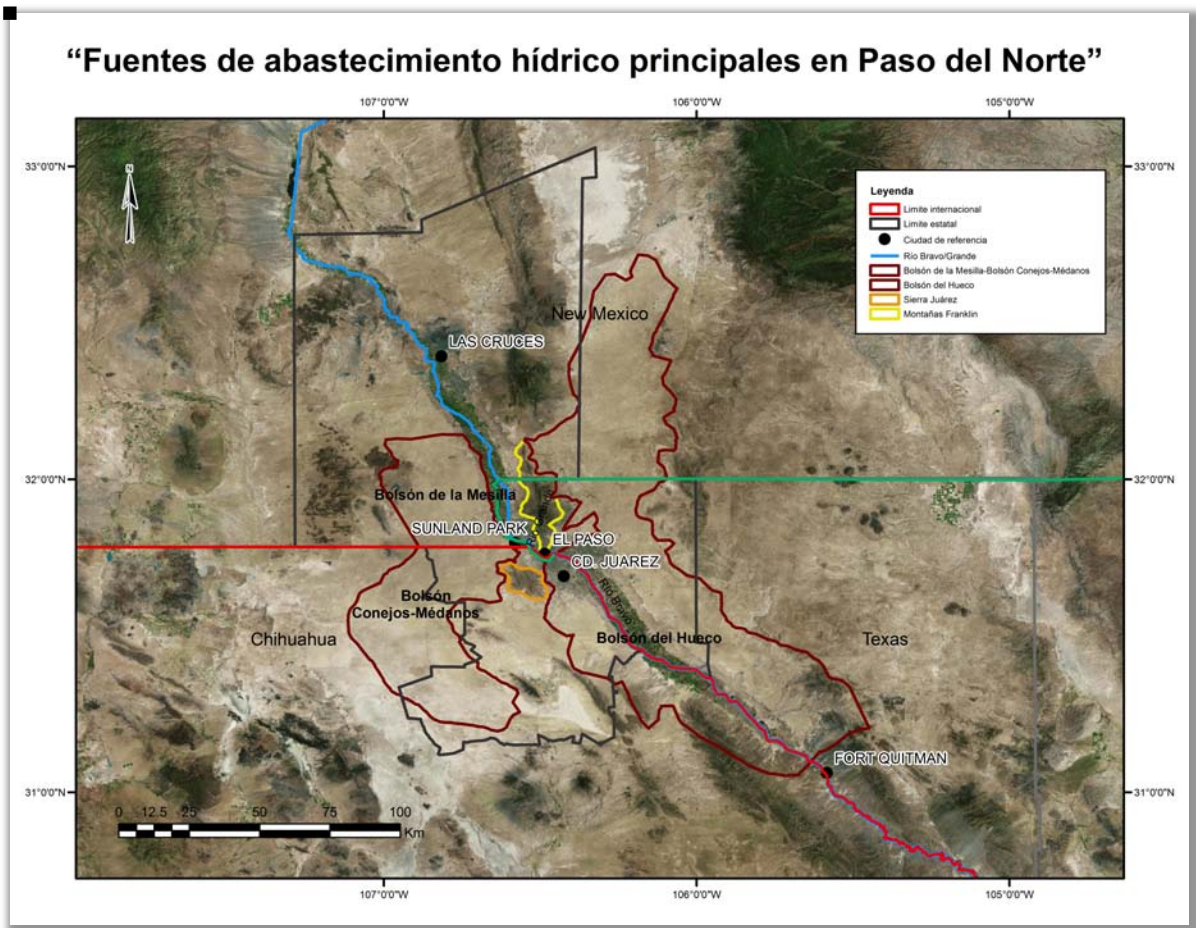 “Fuentes de abastecimiento hídrico principales en Paso del Norte”
107°0'0"W
106°0'0"W
105°0'0"W
33°0'0"N
33°0'0"N
N
Leyenda
Limite internacional
Limite estatal
Ciudad de referencia
Río Bravo/Grande
Bolsón de la Mesilla-Bolsón Conejos-Médanos
Bolsón del Hueco
Sierra Juárez
Montañas Franklin
New Mexico
LAS CRUCES
32°0'0"N
32°0'0"N
Bolsón de la Mesilla
SUNLAND PARK
EL PASO
CD. JUAREZ
Bolsón
Conejos-Médanos
Río Bravo
Chihuahua
Bolsón del Hueco
Texas
FORT QUITMAN
31°0'0"N
31°0'0"N
0 12.5 25 50 75 100
Km
107°0'0"W
106°0'0"W
105°0'0"W